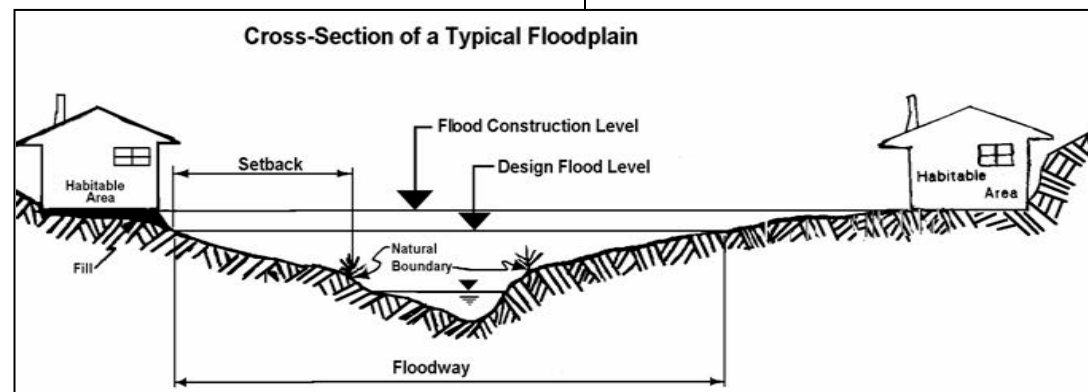 Cross-Section of a Typical Floodplain
Flood Construction Level
Setback
Design Flood Level
Habitable
Area
Habitable
Area
Natural
Boundary
Fill
Floodway